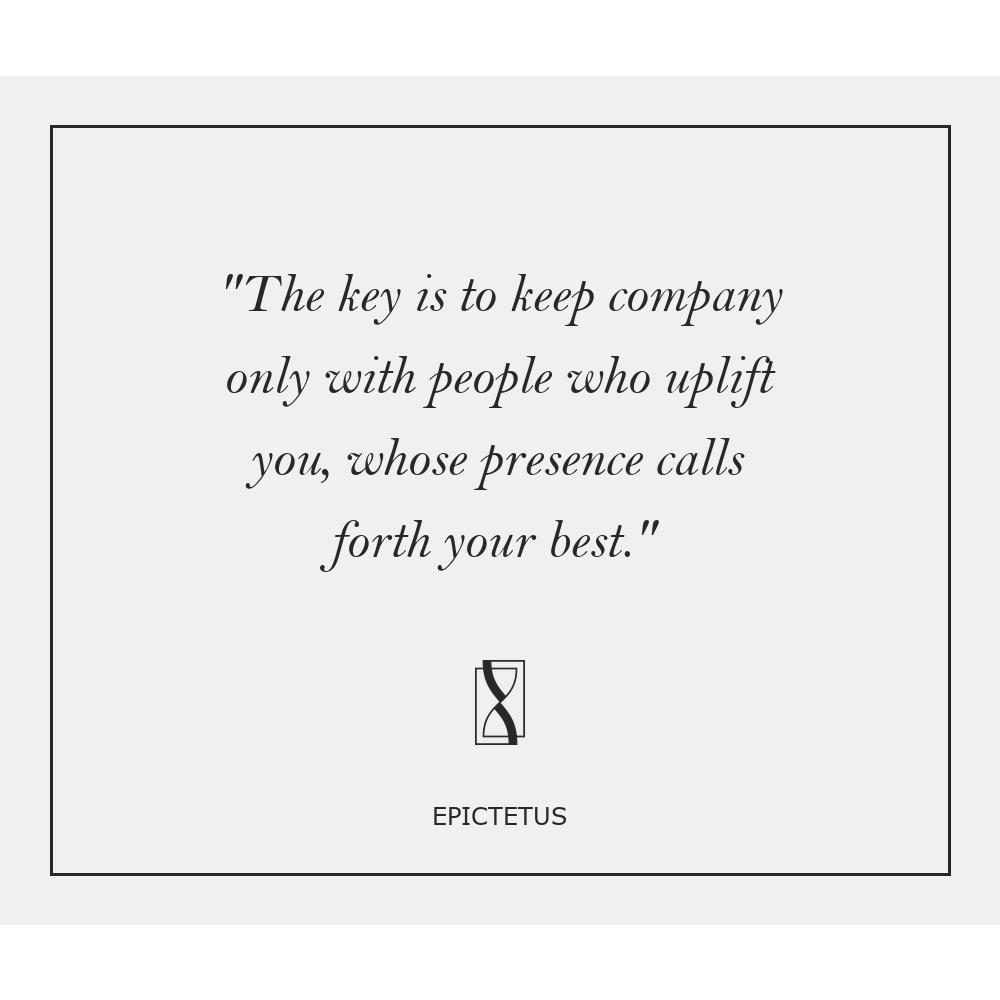 "The key is to keep company
only with people who uplift
you, whose presence calls
forth your best."
EPICTETUS